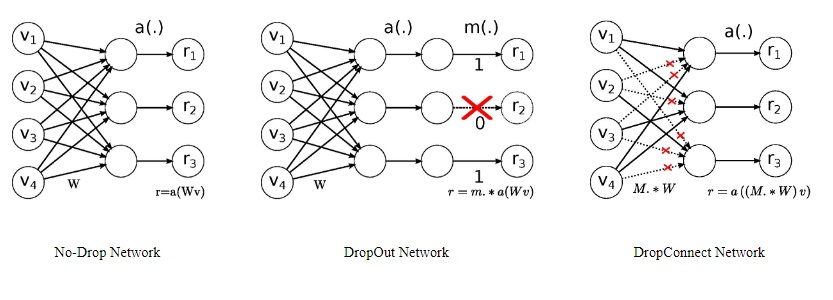 a(.)
v1
v2
v3
v4
r1
r2
r3
W
r=a(Wv)
No-Drop Network
a(.) m(.)
v1
v2
v3
v4
1
0
1
r1
r2
r3
W
r = m. * a(Wv)
DropOut Network
a(.)
v1
v2
v3
v4
r1
r2
r3
M. * W
r = a ((M. * W) v)
DropConnect Network